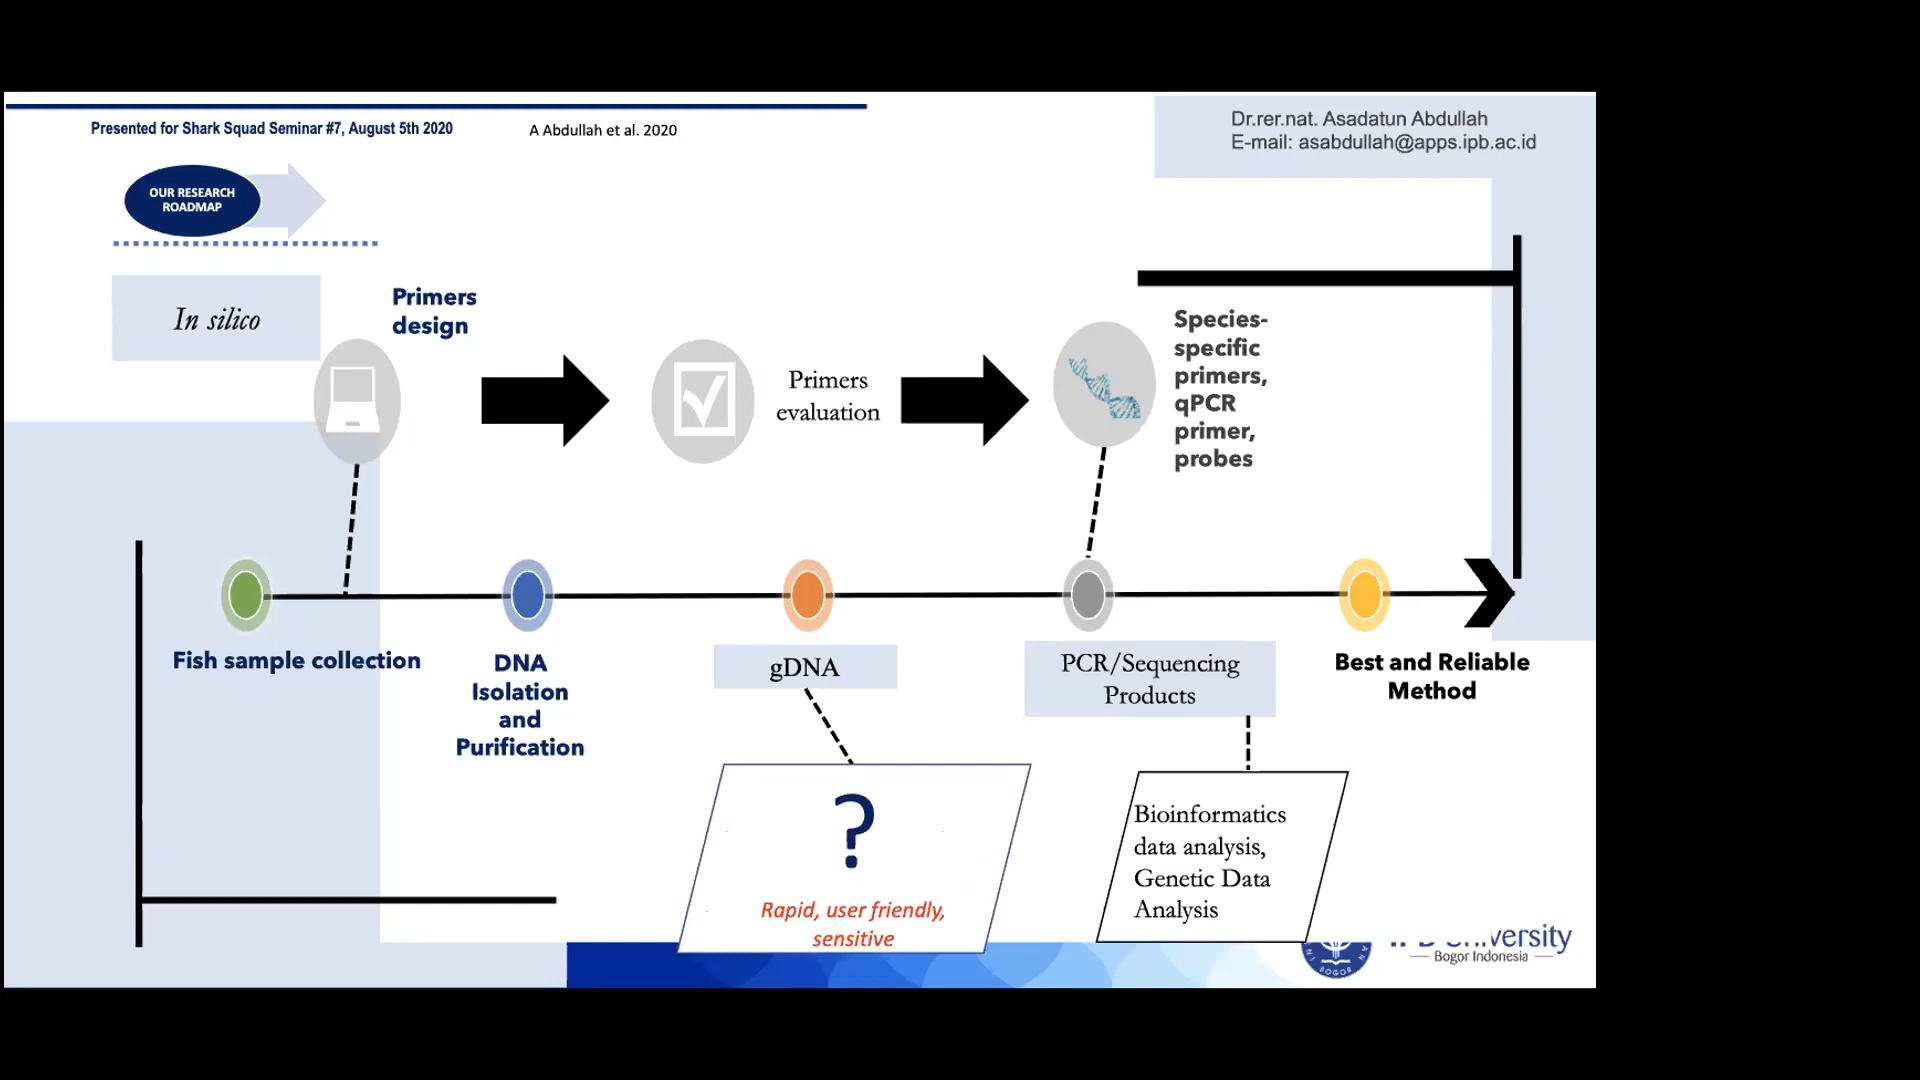 Presented for Shark Squad Seminar #7, August 5th 2020
A Abdullah et al. 2020
Dr.rer.nat. Asadatun Abdullah
E-mail: asabdullah@apps.ipb.ac.id
OUR RESEARCH
ROADMAP
In silico
Primers
design
Primers
evaluation
Species-
specific
primers,
qPCR
primer,
probes
Fish sample collection
DNA
Isolation
and
Purification
gDNA
PCR/Sequencing
Products
Best and Reliable
Method
?
Rapid, user friendly,
sensitive
Bioinformatics
data analysis,
Genetic Data
Analysis
IPB University
Bogor Indonesia
BOGOR